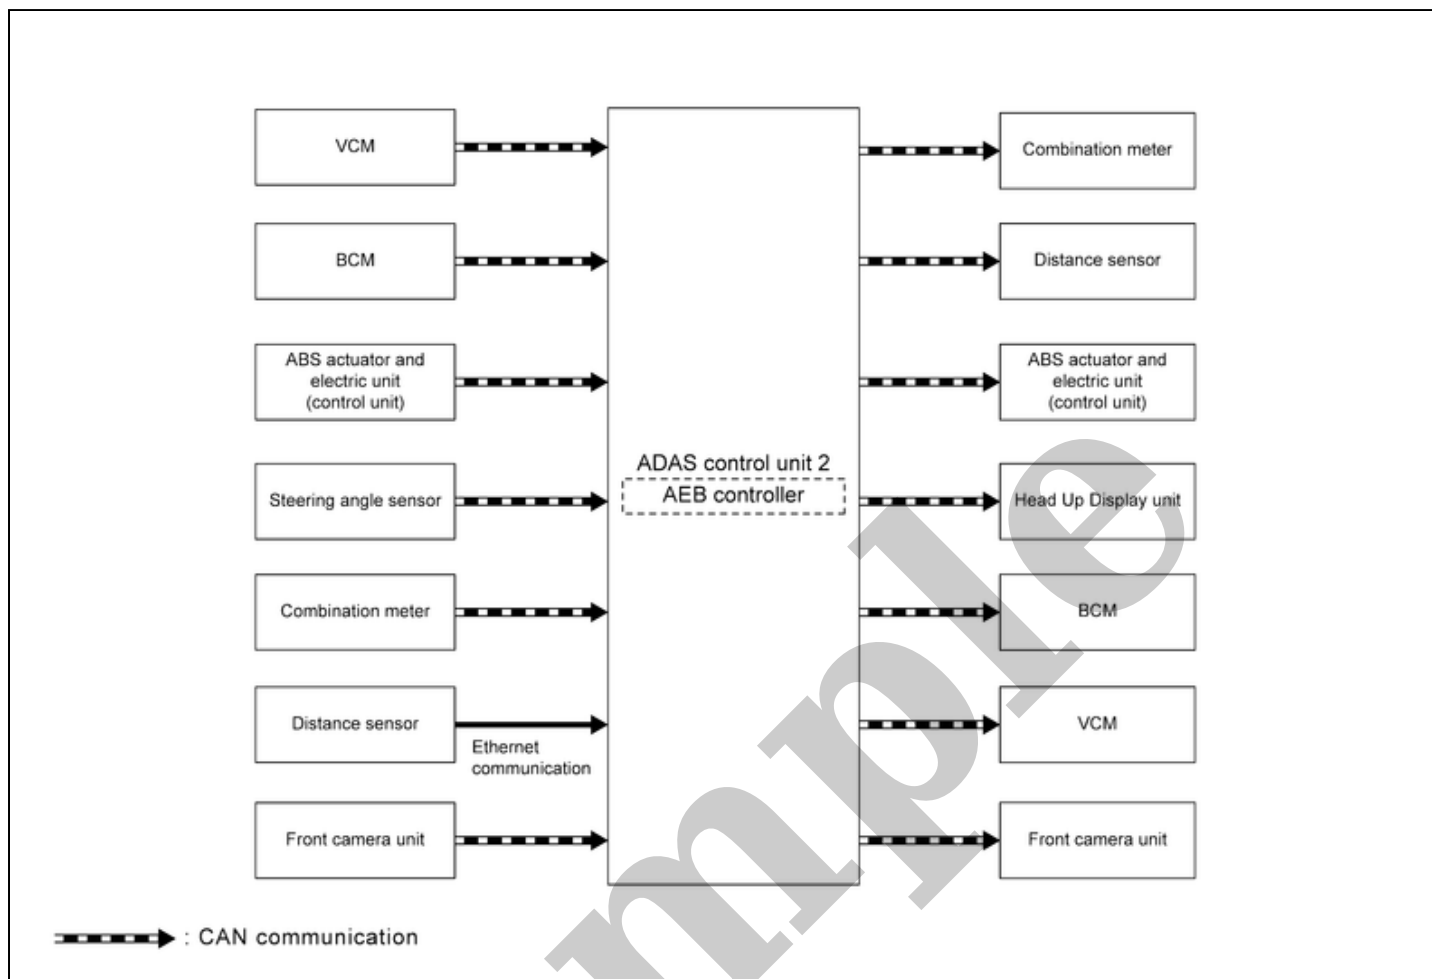 VCM
BCM
ABS actuator and
electric unit
(control unit)
Steering angle sensor
Combination meter
Distance sensor
Front camera unit
Ethernet
communication
ADAS control unit 2
AEB controller
Combination meter
Distance sensor
ABS actuator and
electric unit
(control unit)
Head Up Display unit
BCM
VCM
Front camera unit
: CAN communication
mple